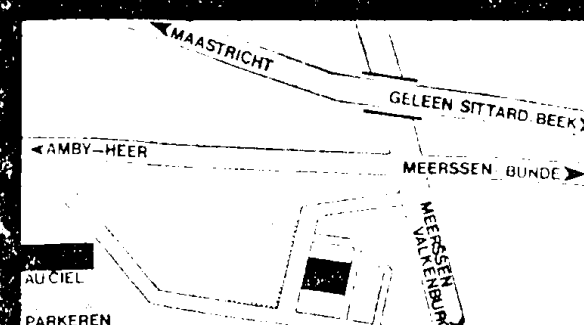 MAASTRICHT
GELEEN SITTARD BEEK
AMBY-HEER
MEERSSEN BUNDE
MEERSSEN
VALKENBURG
AU CIEL
PARKEREN